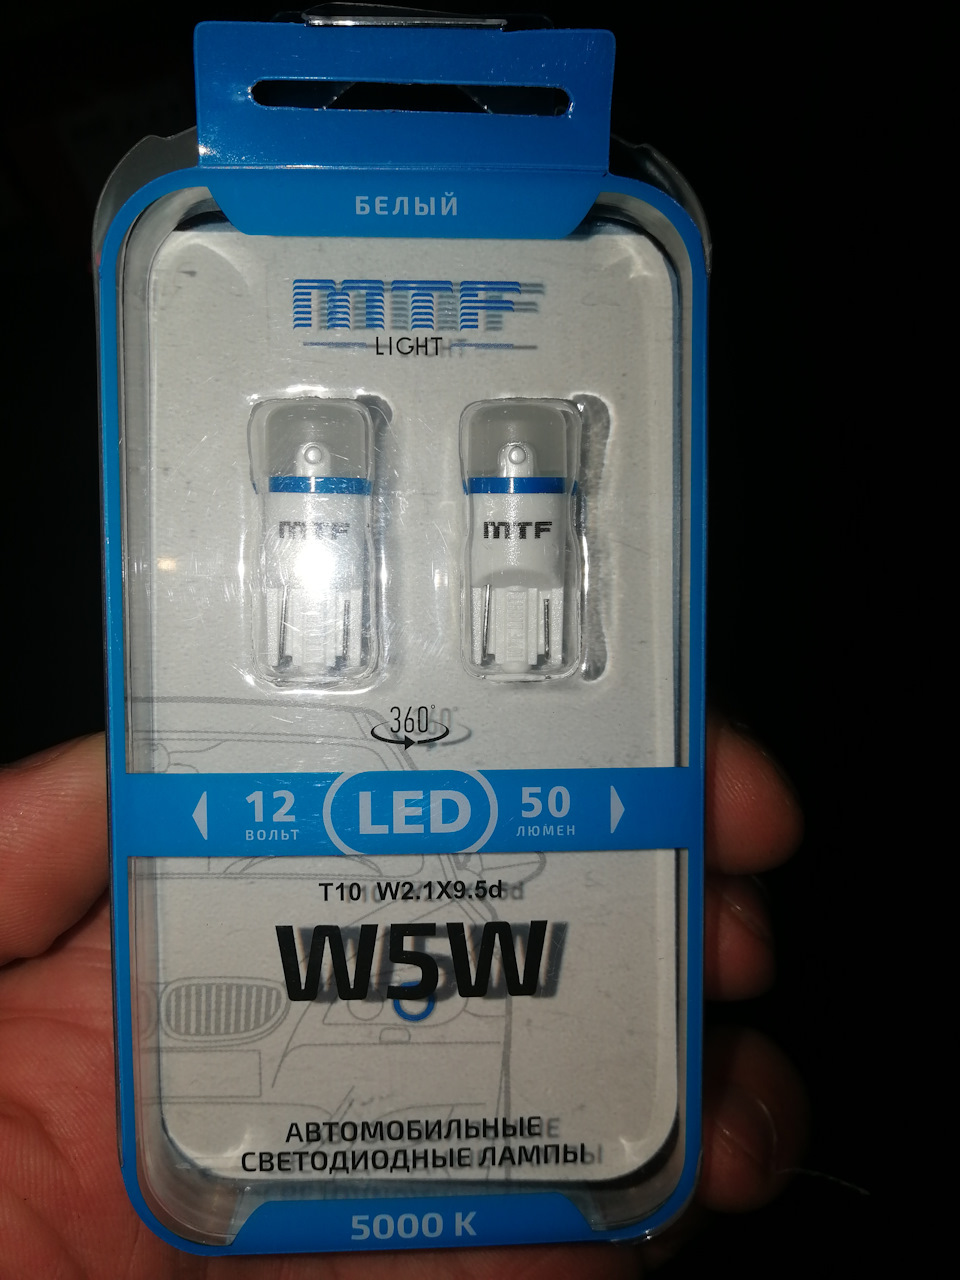 БЕЛЫЙ
MTF
LIGHT
MTF
MTF
360°
12
ВОЛЬТ
LED
50
ЛЮМЕН
T10 W2.1X9.5d
W5W
АВТОМОБИЛЬНЫЕ
СВЕТОДИОДНЫЕ ЛАМПЫ
5000 K